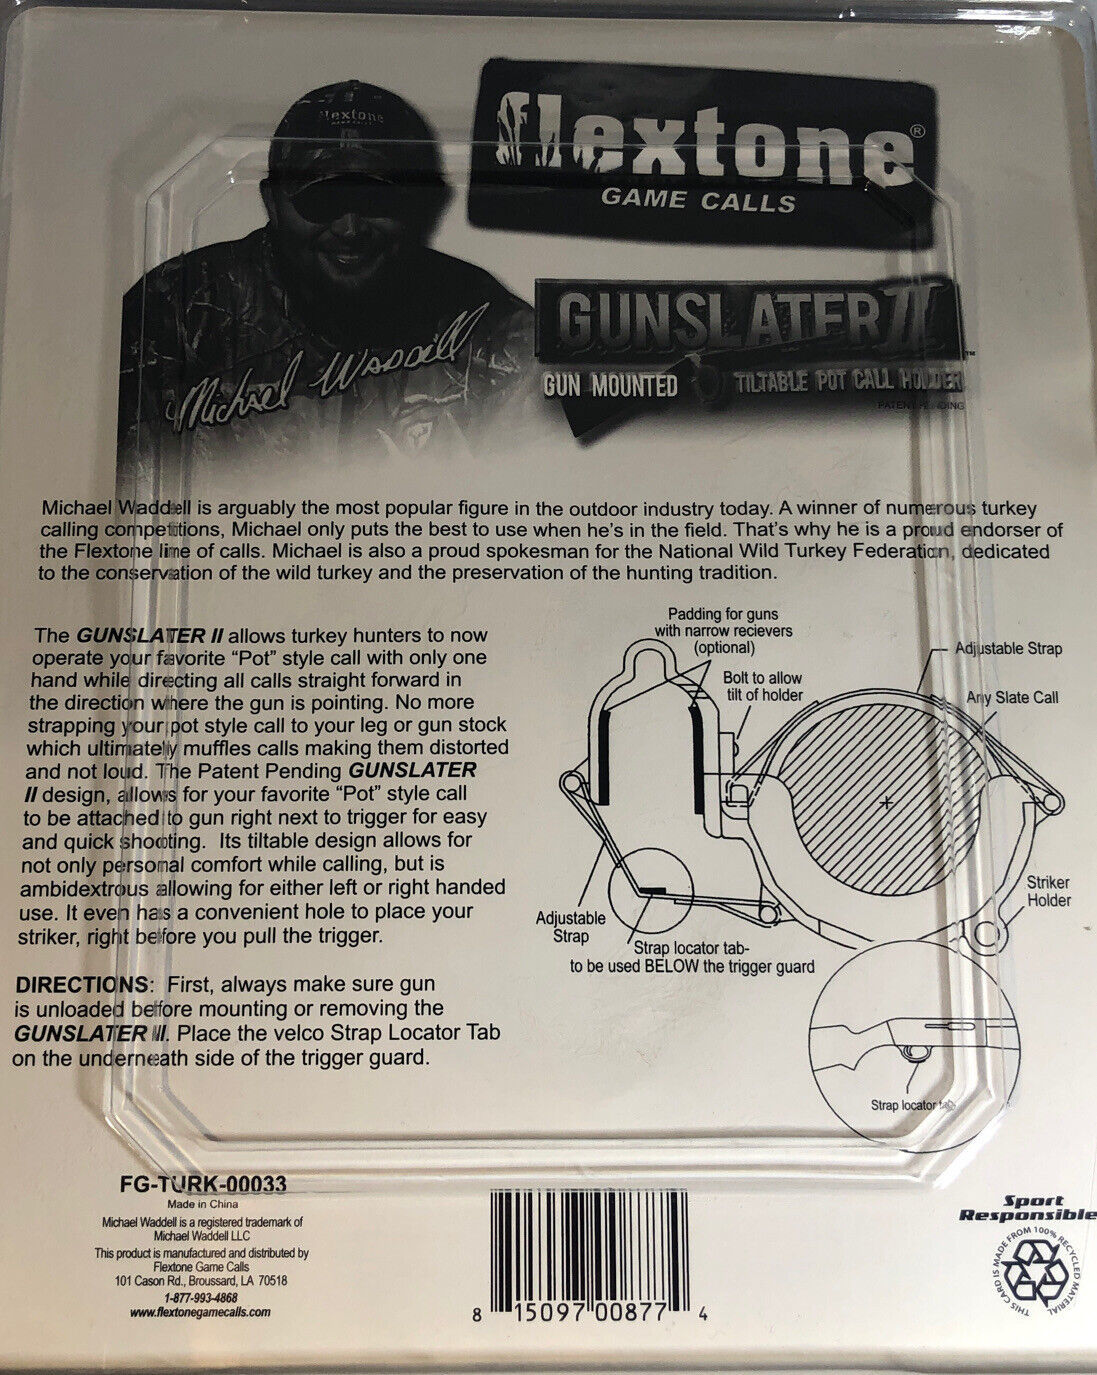 flextone
flextone®
GAME CALLS
GUNSLATER II™
GUN MOUNTED TILTABLE POT CALL HOLDER
PATENT PENDING
Michael Waddell
Michael Waddell is arguably the most popular figure in the outdoor industry today. A winner of numerous turkey
calling competitions, Michael only puts the best to use when he's in the field. That's why he is a proud endorser of
the Flextone line of calls. Michael is also a proud spokesman for the National Wild Turkey Federation, dedicated
to the conservation of the wild turkey and the preservation of the hunting tradition.
The GUNSLATER II allows turkey hunters to now
operate your favorite “Pot” style call with only one
hand while directing all calls straight forward in
the direction where the gun is pointing. No more
strapping your pot style call to your leg or gun stock
which ultimately muffles calls making them distorted
and not loud. The Patent Pending GUNSLATER
II design, allows for your favorite “Pot” style call
to be attached to gun right next to trigger for easy
and quick shooting. Its tiltable design allows for
not only personal comfort while calling, but is
ambidextrous allowing for either left or right handed
use. It even has a convenient hole to place your
striker, right before you pull the trigger.
DIRECTIONS: First, always make sure gun
is unloaded before mounting or removing the
GUNSLATER II. Place the velco Strap Locator Tab
on the underneath side of the trigger guard.
Padding for guns
with narrow recievers
(optional)
Bolt to allow
tilt of holder
Adjustable Strap
Any Slate Call
Striker
Holder
Adjustable
Strap
Strap locator tab-
to be used BELOW the trigger guard
Strap locator tab
FG-TURK-00033
Made in China
Michael Waddell is a registered trademark of
Michael Waddell LLC
This product is manufactured and distributed by
Flextone Game Calls
101 Cason Rd., Broussard, LA 70518
1-877-993-4868
www.flextonegamecalls.com
8 15097 00877 4
Sport
Responsible
THIS CARD IS MADE FROM 100% RECYCLED MATERIAL